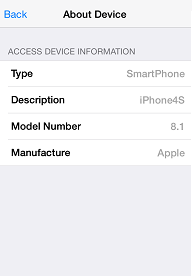 Back About Device
ACCESS DEVICE INFORMATION
Type SmartPhone
Description iPhone4S
Model Number 8.1
Manufacture Apple